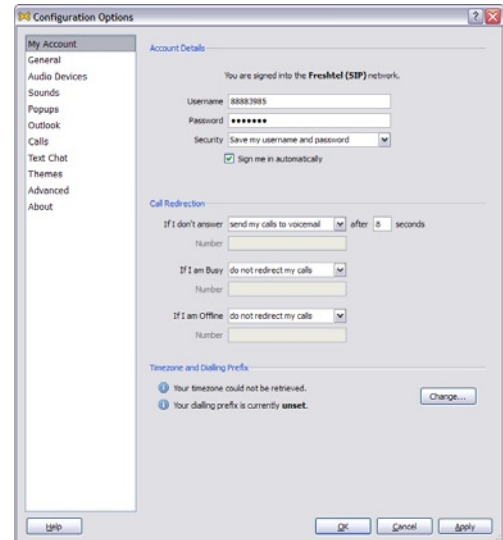 Configuration Options
My Account
General
Audio Devices
Sounds
Popups
Outlook
Calls
Text Chat
Themes
Advanced
About
Account Details
You are signed into the Freshtel (SIP) network.
Username 88883985
Password ●●●●●●●
Security Save my username and password
Sign me in automatically
Call Redirection
If I don't answer send my calls to voicemail after 8 seconds
Number
If I am Busy do not redirect my calls
Number
If I am Offline do not redirect my calls
Number
Timezone and Dialling Prefix
Your timezone could not be retrieved.
Your dialling prefix is currently unset.
Change...
Help OK Cancel Apply